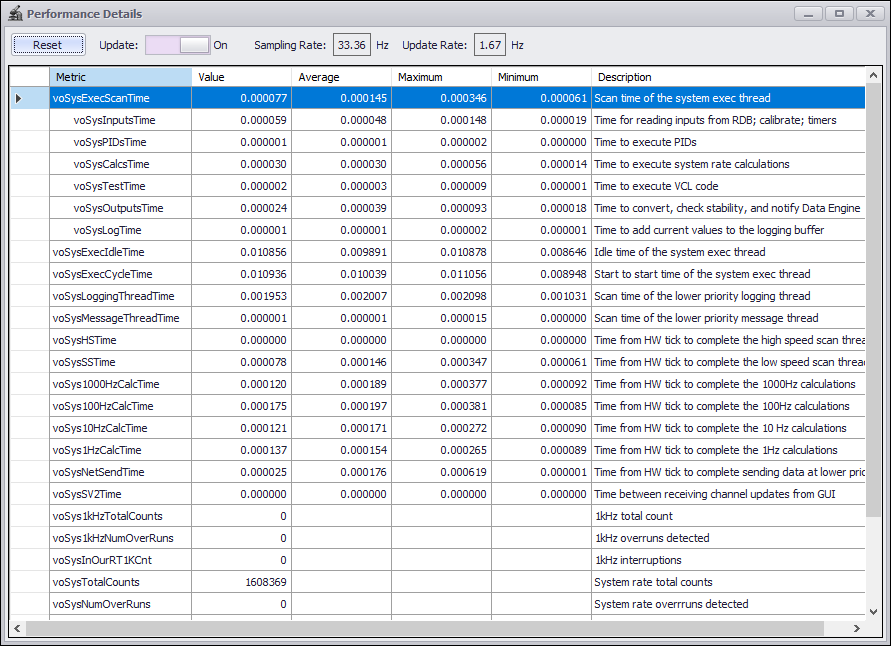 Performance Details
Reset Update: On Sampling Rate: 33.36 Hz Update Rate: 1.67 Hz
Metric Value Average Maximum Minimum Description
voSysExecScanTime 0.000077 0.000145 0.000346 0.000061 Scan time of the system exec thread
voSysInputsTime 0.000059 0.000048 0.000148 0.000019 Time for reading inputs from RDB; calibrate; timers
voSysPIDsTime 0.000001 0.000001 0.000002 0.000000 Time to execute PIDs
voSysCalcsTime 0.000030 0.000030 0.000056 0.000014 Time to execute system rate calculations
voSysTestTime 0.000002 0.000003 0.000009 0.000001 Time to execute VCL code
voSysOutputsTime 0.000024 0.000039 0.000093 0.000018 Time to convert, check stability, and notify Data Engine
voSysLogTime 0.000001 0.000001 0.000002 0.000001 Time to add current values to the logging buffer
voSysExecIdleTime 0.010856 0.009891 0.010878 0.008646 Idle time of the system exec thread
voSysExecCycleTime 0.010936 0.010039 0.011056 0.008948 Start to start time of the system exec thread
voSysLoggingThreadTime 0.001953 0.002007 0.002098 0.001031 Scan time of the lower priority logging thread
voSysMessageThreadTime 0.000001 0.000001 0.000015 0.000000 Scan time of the lower priority message thread
voSysHSTime 0.000000 0.000000 0.000000 0.000000 Time from HW tick to complete the high speed scan threa
voSysSSTime 0.000078 0.000146 0.000347 0.000061 Time from HW tick to complete the low speed scan thread
voSys1000HzCalcTime 0.000120 0.000189 0.000377 0.000092 Time from HW tick to complete the 1000Hz calculations
voSys100HzCalcTime 0.000175 0.000197 0.000381 0.000085 Time from HW tick to complete the 100Hz calculations
voSys10HzCalcTime 0.000121 0.000171 0.000272 0.000090 Time from HW tick to complete the 10 Hz calculations
voSys1HzCalcTime 0.000137 0.000154 0.000265 0.000089 Time from HW tick to complete the 1Hz calculations
voSysNetSendTime 0.000025 0.000176 0.000619 0.000001 Time from HW tick to complete sending data at lower prio
voSysSV2Time 0.000000 0.000000 0.000000 0.000000 Time between receiving channel updates from GUI
voSys1kHzTotalCounts 0 1kHz total count
voSys1kHzNumOverRuns 0 1kHz overruns detected
voSysInOurRT1KCnt 0 1kHz interruptions
voSysTotalCounts 1608369 System rate total counts
voSysNumOverRuns 0 System rate overrruns detected